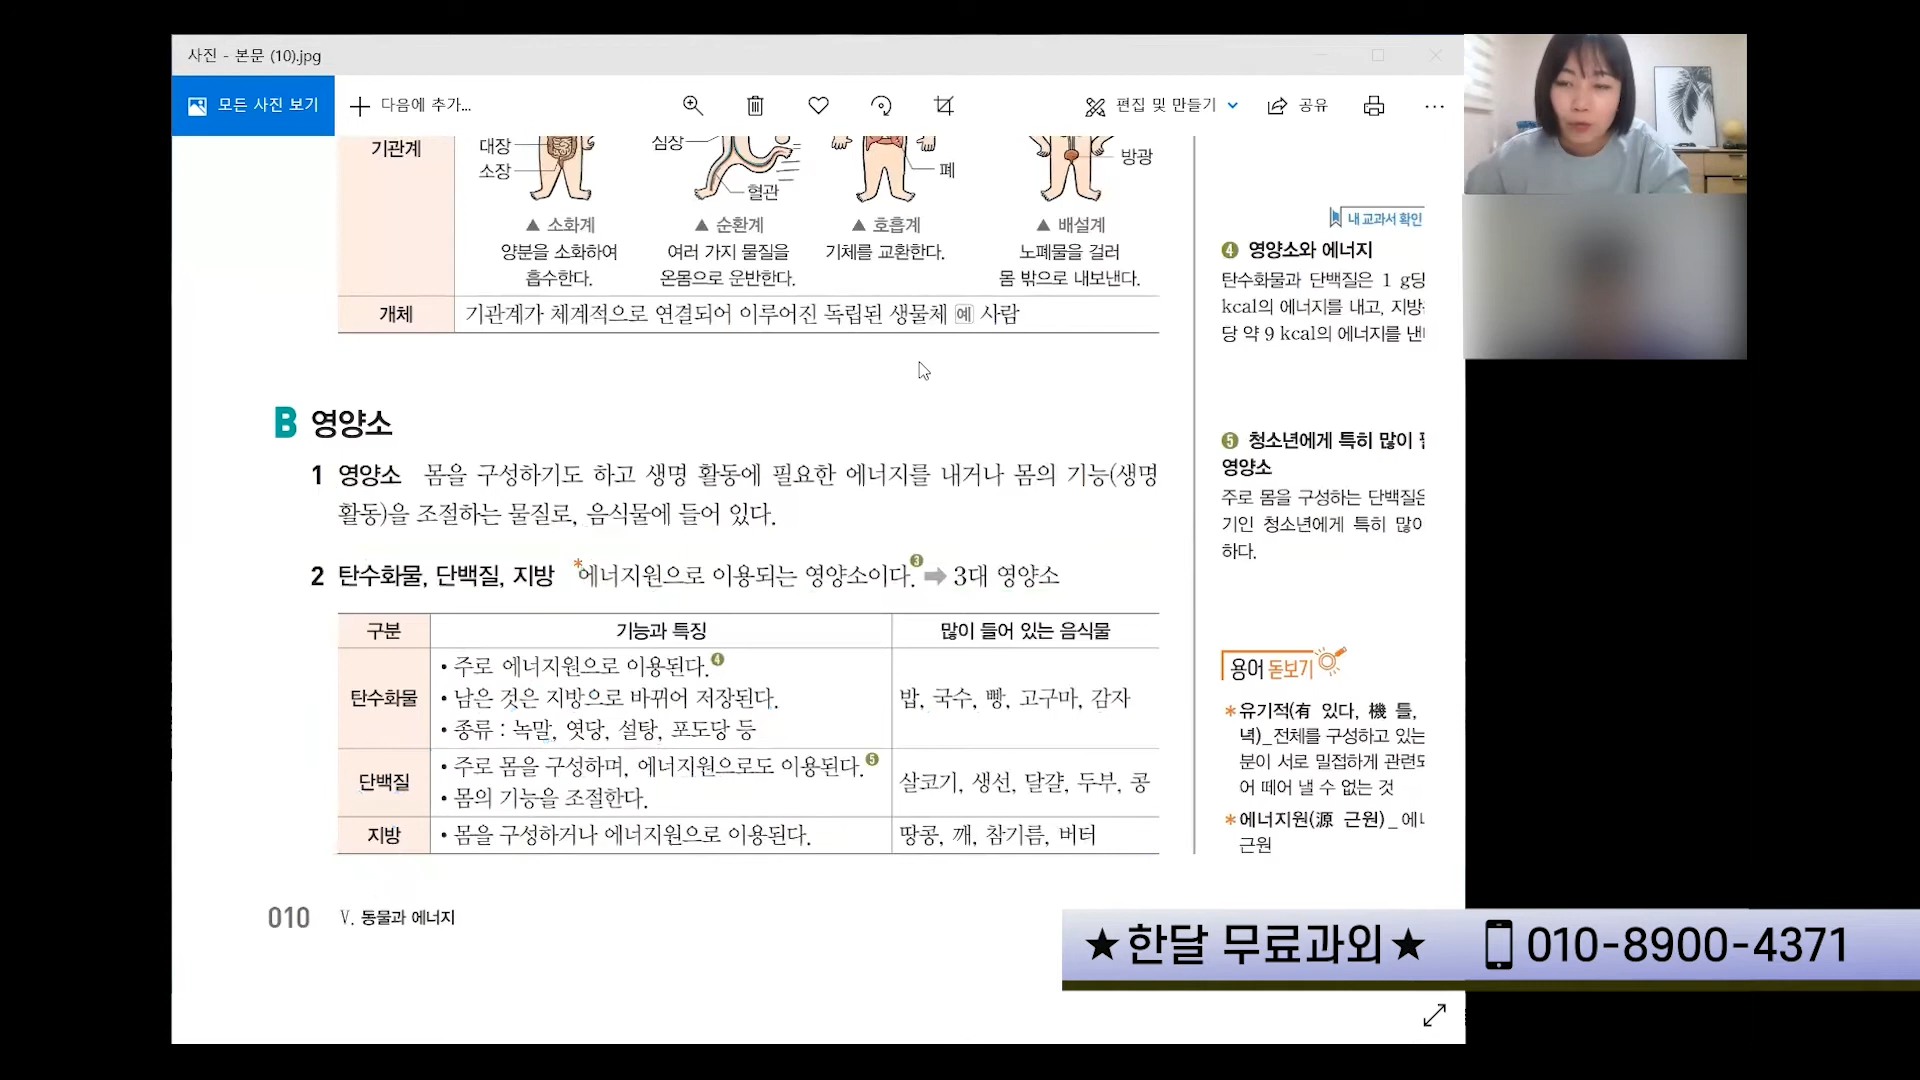 사진 - 본문 (10).jpg
모든 사진 보기
다음에 추가...
편집 및 만들기
공유
기관계
대장
소장
심장
혈관
폐
방광
▲ 소화계
양분을 소화하여
흡수한다.
▲ 순환계
여러 가지 물질을
온몸으로 운반한다.
▲ 호흡계
기체를 교환한다.
▲ 배설계
노폐물을 걸러
몸 밖으로 내보낸다.
개체
기관계가 체계적으로 연결되어 이루어진 독립된 생물체 예 사람
B 영양소
1 영양소 몸을 구성하기도 하고 생명 활동에 필요한 에너지를 내거나 몸의 기능(생명
활동)을 조절하는 물질로, 음식물에 들어 있다.
2 탄수화물, 단백질, 지방 *에너지원으로 이용되는 영양소이다.❸ ➡ 3대 영양소
구분
기능과 특징
많이 들어 있는 음식물
탄수화물
• 주로 에너지원으로 이용된다.❹
• 남은 것은 지방으로 바뀌어 저장된다.
• 종류 : 녹말, 엿당, 설탕, 포도당 등
밥, 국수, 빵, 고구마, 감자
단백질
• 주로 몸을 구성하며, 에너지원으로도 이용된다.❺
• 몸의 기능을 조절한다.
살코기, 생선, 달걀, 두부, 콩
지방
• 몸을 구성하거나 에너지원으로 이용된다.
땅콩, 깨, 참기름, 버터
010 Ⅴ. 동물과 에너지
내 교과서 확인
❹ 영양소와 에너지
탄수화물과 단백질은 1 g당
kcal의 에너지를 내고, 지방
당 약 9 kcal의 에너지를 낸
❺ 청소년에게 특히 많이
영양소
주로 몸을 구성하는 단백질은
기인 청소년에게 특히 많이
하다.
용어 돋보기
*유기적(有 있다, 機 틀,
녁)_전체를 구성하고 있는
분이 서로 밀접하게 관련되
어 떼어 낼 수 없는 것
*에너지원(源 근원)_에너
근원
★한달 무료과외★ 010-8900-4371